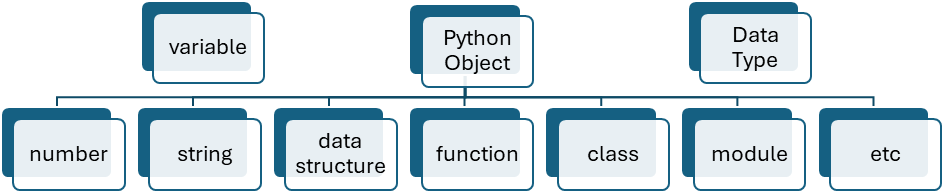 variable
Python
Object
Data
Type
number
string
data
structure
function
class
module
etc